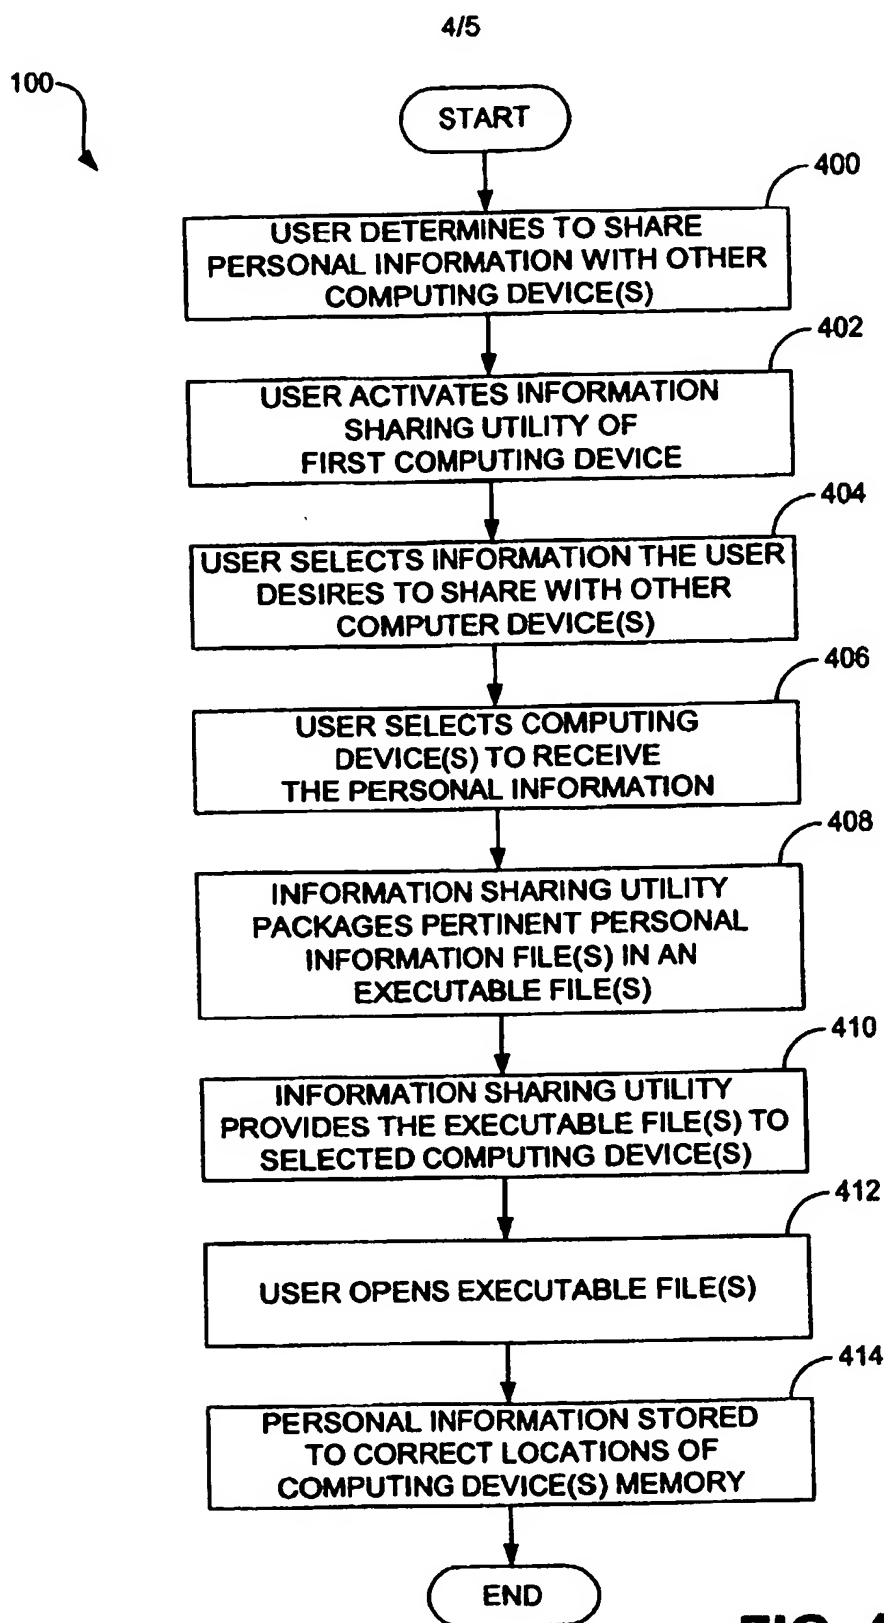 4/5
100
START
400
USER DETERMINES TO SHARE
PERSONAL INFORMATION WITH OTHER
COMPUTING DEVICE(S)
402
USER ACTIVATES INFORMATION
SHARING UTILITY OF
FIRST COMPUTING DEVICE
404
USER SELECTS INFORMATION THE USER
DESIRES TO SHARE WITH OTHER
COMPUTER DEVICE(S)
406
USER SELECTS COMPUTING
DEVICE(S) TO RECEIVE
THE PERSONAL INFORMATION
408
INFORMATION SHARING UTILITY
PACKAGES PERTINENT PERSONAL
INFORMATION FILE(S) IN AN
EXECUTABLE FILE(S)
410
INFORMATION SHARING UTILITY
PROVIDES THE EXECUTABLE FILE(S) TO
SELECTED COMPUTING DEVICE(S)
412
USER OPENS EXECUTABLE FILE(S)
414
PERSONAL INFORMATION STORED
TO CORRECT LOCATIONS OF
COMPUTING DEVICE(S) MEMORY
END